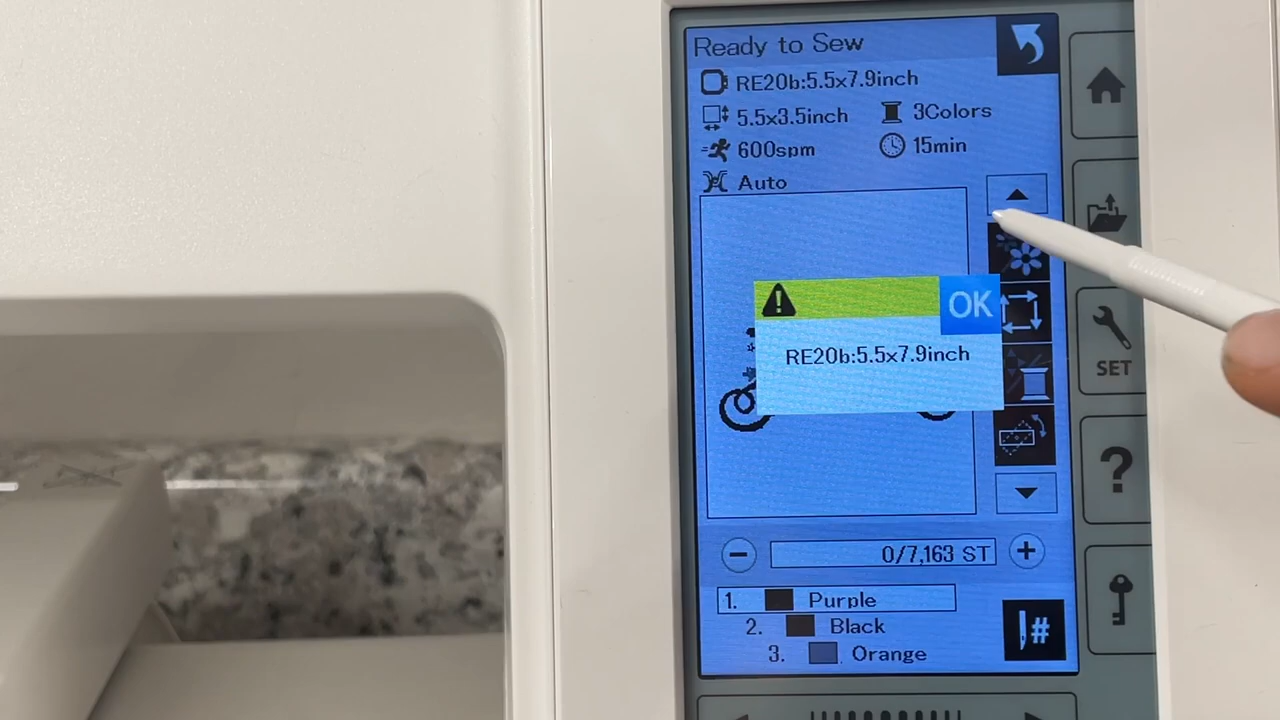 Ready to Sew
RE20b:5.5x7.9inch
5.5x3.5inch 3Colors
600spm 15min
Auto
OK
RE20b:5.5x7.9inch
SET
?
0/7,163 ST
1. Purple
2. Black
3. Orange
#